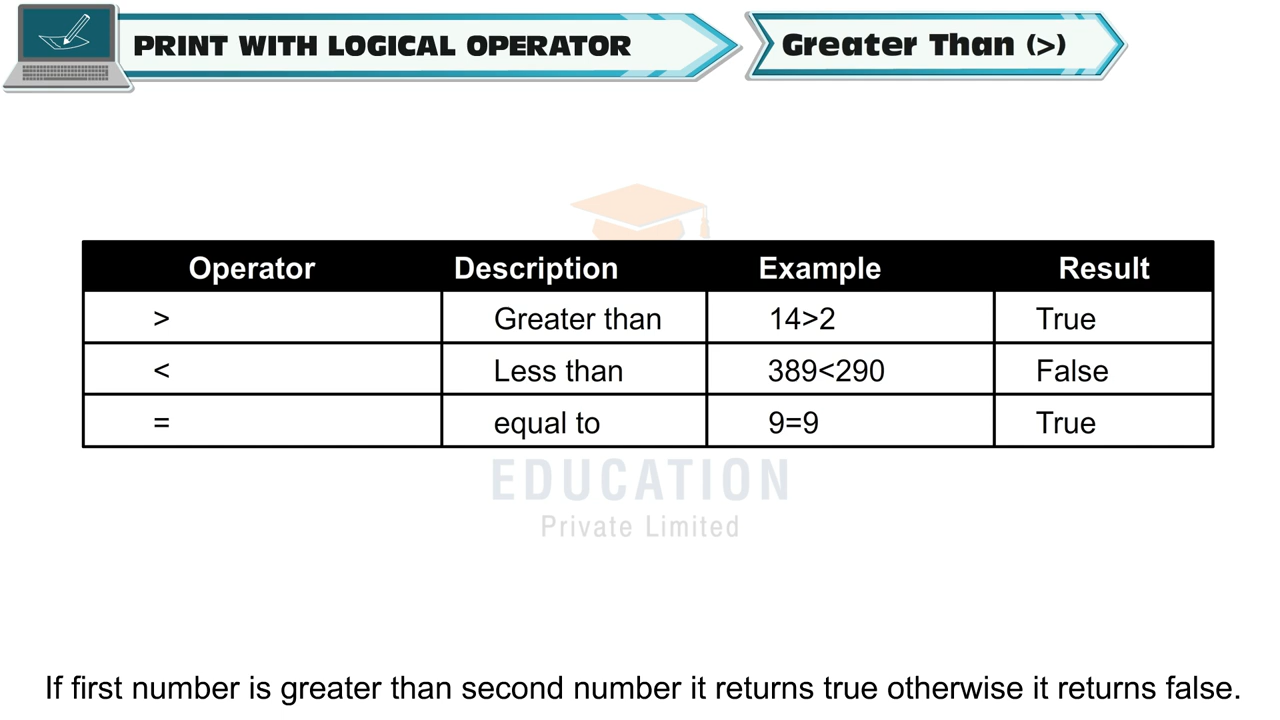 PRINT WITH LOGICAL OPERATOR
Greater Than (>)
Operator Description Example Result
> Greater than 14>2 True
< Less than 389<290 False
= equal to 9=9 True
EDUCATION
Private Limited
If first number is greater than second number it returns true otherwise it returns false.